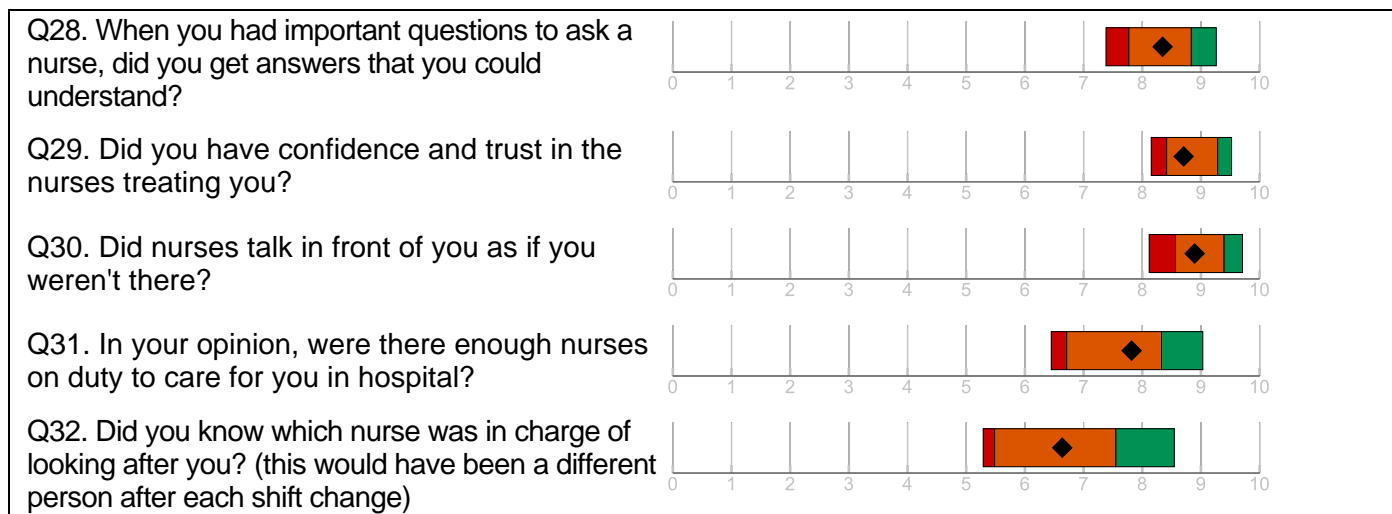 Q28. When you had important questions to ask a
nurse, did you get answers that you could
understand?
0 1 2 3 4 5 6 7 8 9 10
Q29. Did you have confidence and trust in the
nurses treating you?
0 1 2 3 4 5 6 7 8 9 10
Q30. Did nurses talk in front of you as if you
weren't there?
0 1 2 3 4 5 6 7 8 9 10
Q31. In your opinion, were there enough nurses
on duty to care for you in hospital?
0 1 2 3 4 5 6 7 8 9 10
Q32. Did you know which nurse was in charge of
looking after you? (this would have been a different
person after each shift change)
0 1 2 3 4 5 6 7 8 9 10